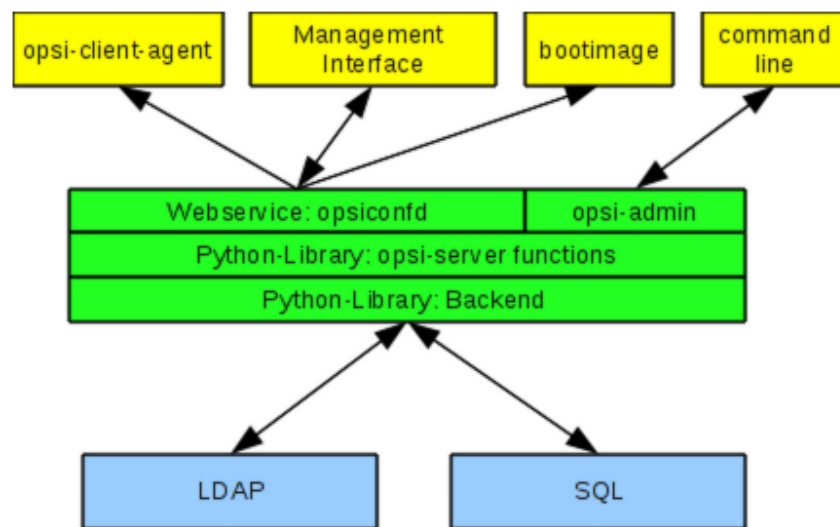 opsi-client-agent
Management
Interface
bootimage
command
line
Webservice: opsiconfd
opsi-admin
Python-Library: opsi-server functions
Python-Library: Backend
LDAP
SQL